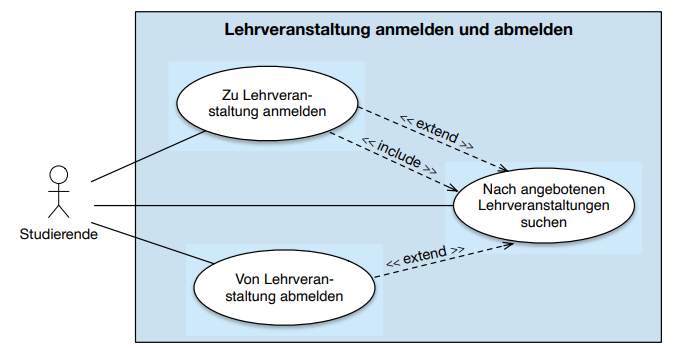 Lehrveranstaltung anmelden und abmelden
Zu Lehrveran-
staltung anmelden
<< extend >>
<< include >>
Nach angebotenen
Lehrveranstaltungen
suchen
Studierende
<< extend >>
Von Lehrveran-
staltung abmelden